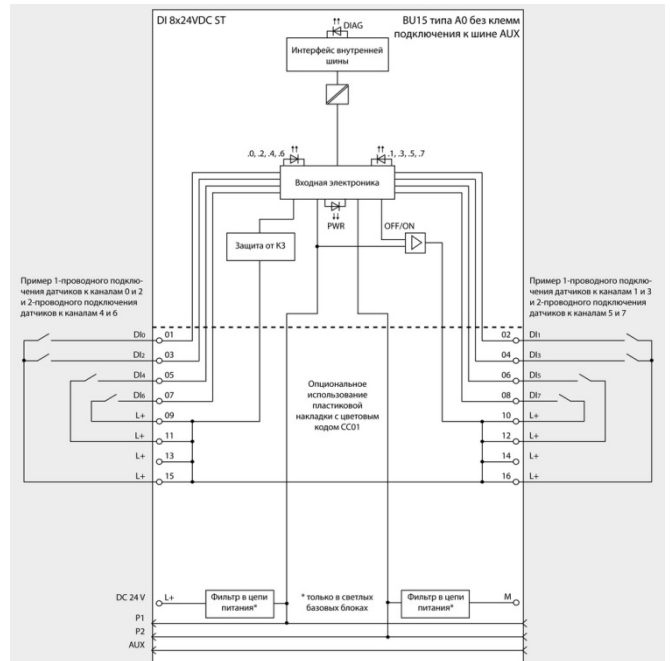 DI 8x24VDC ST
BU15 типа A0 без клемм
подключения к шине AUX
DIAG
Интерфейс внутренней
шины
.0, .2, .4, .6
.1, .3, .5, .7
Входная электроника
PWR
OFF/ON
Защита от КЗ
Пример 1-проводного подклю-
чения датчиков к каналам 0 и 2
и 2-проводного подключения
датчиков к каналам 4 и 6
Пример 1-проводного подклю-
чения датчиков к каналам 1 и 3
и 2-проводного подключения
датчиков к каналам 5 и 7
DI0 01 02 DI1
DI2 03 04 DI3
DI4 05 06 DI5
DI6 07 08 DI7
L+ 09 10 L+
L+ 11 12 L+
L+ 13 14 L+
L+ 15 16 L+
Опциональное
использование
пластиковой
накладки с цветовым
кодом CC01
DC 24 V L+
Фильтр в цепи
питания*
* только в светлых
базовых блоках
Фильтр в цепи
питания*
M
P1
P2
AUX